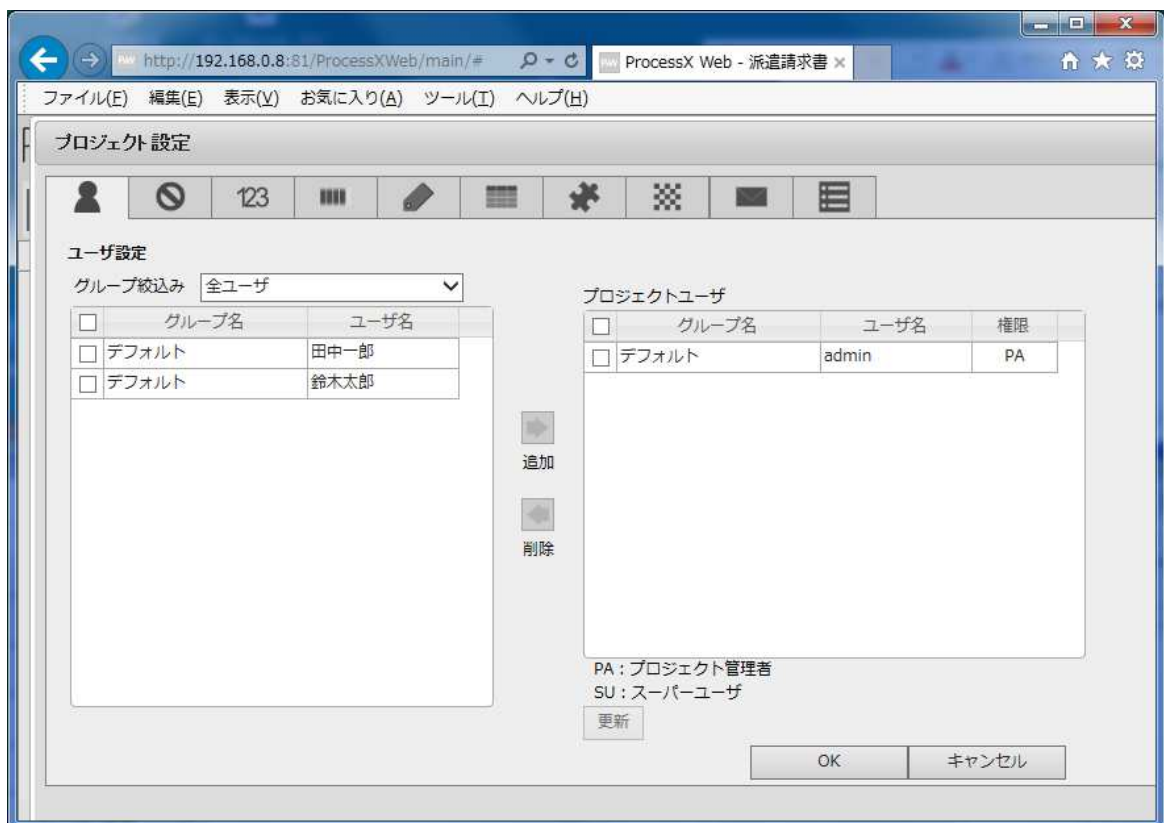 http://192.168.0.8:81/ProcessXWeb/main/#
ProcessX Web - 派遣請求書
ファイル(F) 編集(E) 表示(V) お気に入り(A) ツール(T) ヘルプ(H)
プロジェクト設定
123
ユーザ設定
グループ絞込み 全ユーザ
グループ名 ユーザ名
デフォルト 田中一郎
デフォルト 鈴木太郎
追加
削除
プロジェクトユーザ
グループ名 ユーザ名 権限
デフォルト admin PA
PA：プロジェクト管理者
SU：スーパーユーザ
更新
OK キャンセル